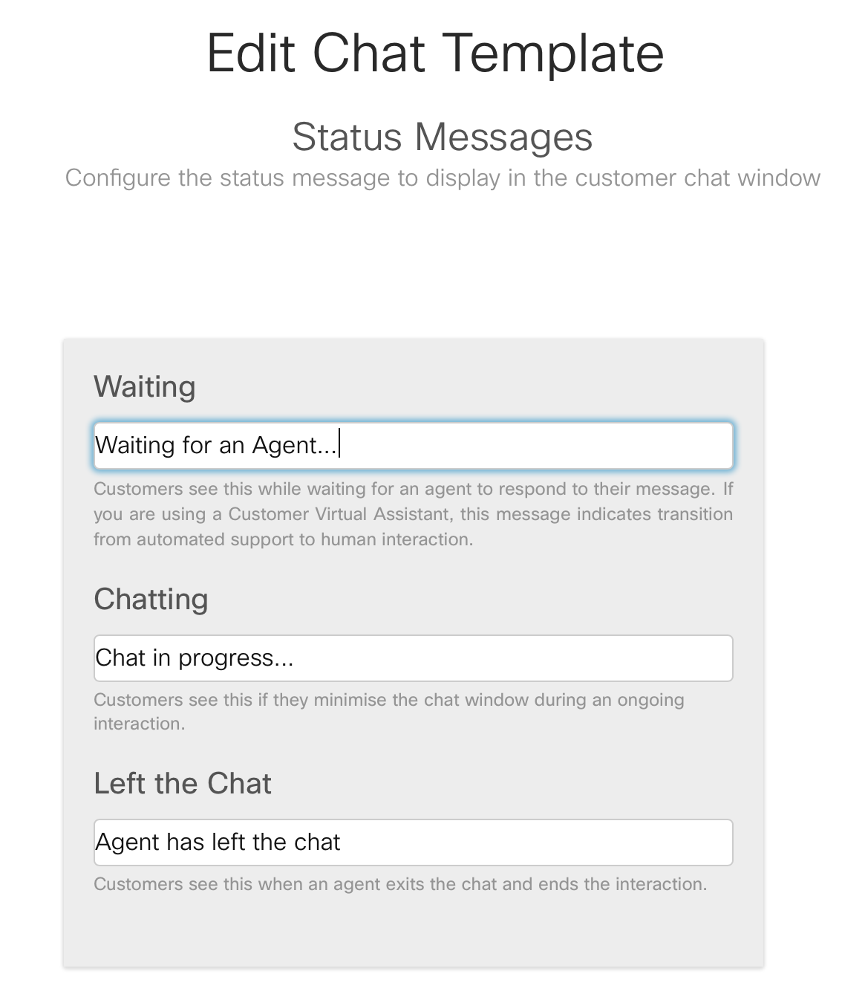 Edit Chat Template
Status Messages
Configure the status message to display in the customer chat window
Waiting
Waiting for an Agent...
Customers see this while waiting for an agent to respond to their message. If
you are using a Customer Virtual Assistant, this message indicates transition
from automated support to human interaction.
Chatting
Chat in progress...
Customers see this if they minimise the chat window during an ongoing
interaction.
Left the Chat
Agent has left the chat
Customers see this when an agent exits the chat and ends the interaction.